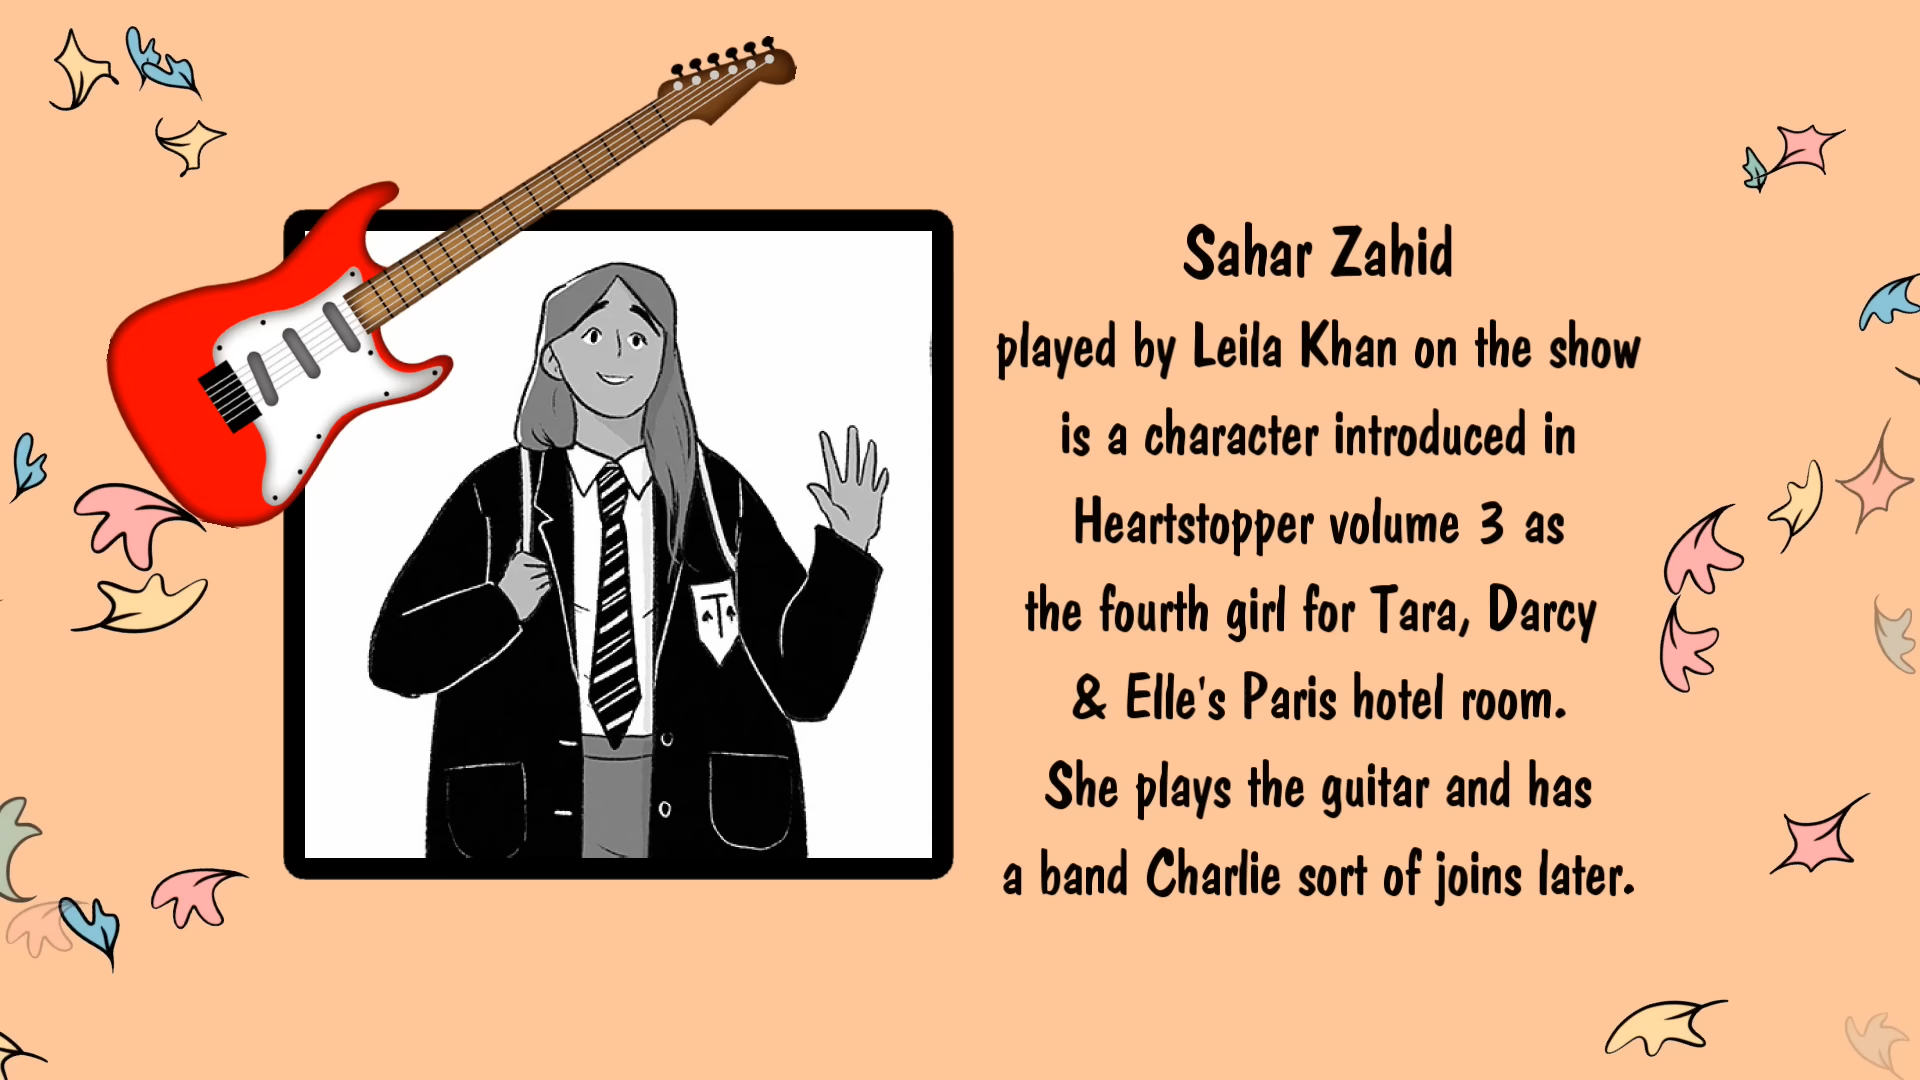 Sahar Zahid
played by Leila Khan on the show
is a character introduced in
Heartstopper volume 3 as
the fourth girl for Tara, Darcy
& Elle's Paris hotel room.
She plays the guitar and has
a band Charlie sort of joins later.
T